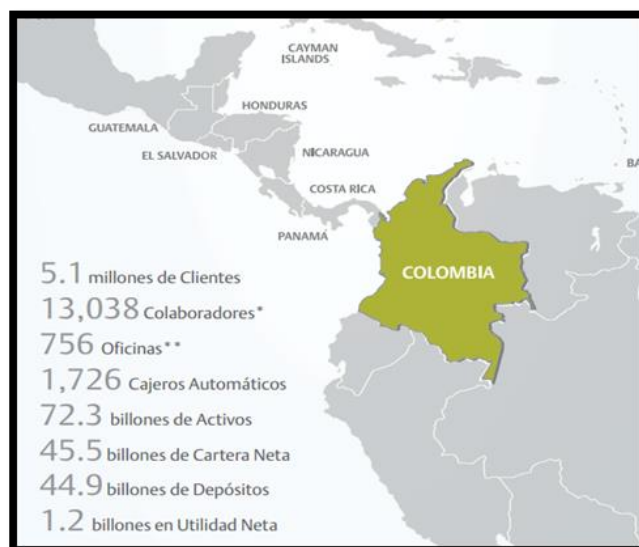 CAYMAN
ISLANDS
HONDURAS
GUATEMALA
EL SALVADOR
NICARAGUA
COSTA RICA
BA
PANAMÁ
COLOMBIA
5.1 millones de Clientes
13,038 Colaboradores*
756 Oficinas**
1,726 Cajeros Automáticos
72.3 billones de Activos
45.5 billones de Cartera Neta
44.9 billones de Depósitos
1.2 billones en Utilidad Neta